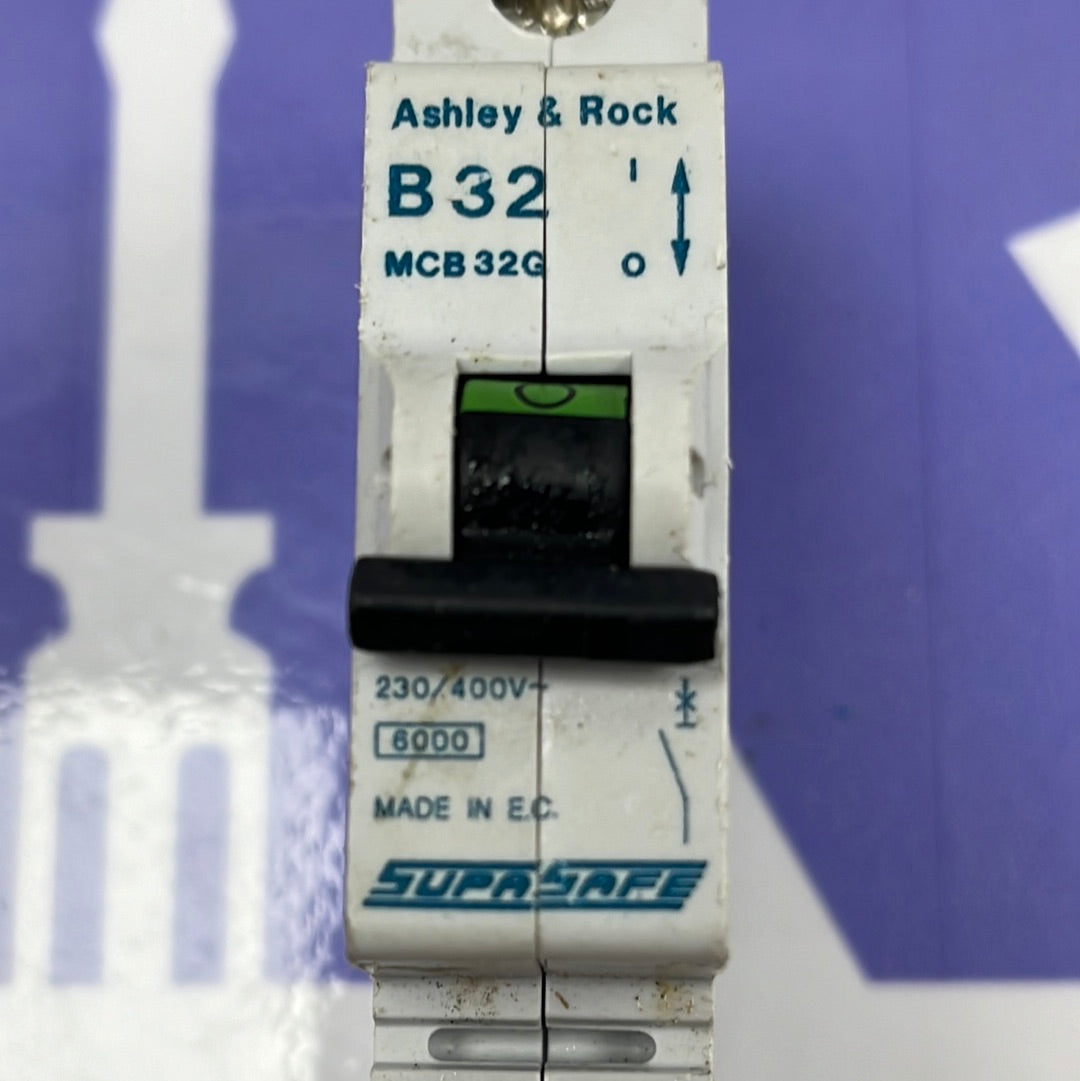 Ashley & Rock
B32
I
MCB32G
O
O
230/400V~
6000
MADE IN E.C.
SUPASAFE